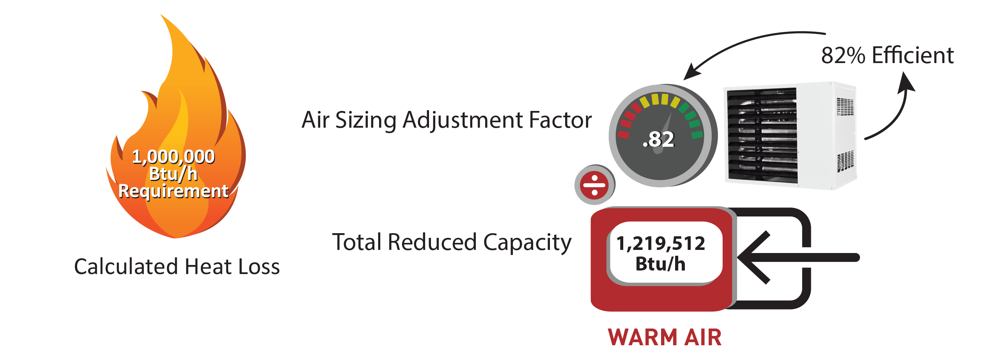 1,000,000
Btu/h
Requirement
Calculated Heat Loss
Air Sizing Adjustment Factor
.82
82% Efficient
÷
Total Reduced Capacity
1,219,512
Btu/h
WARM AIR